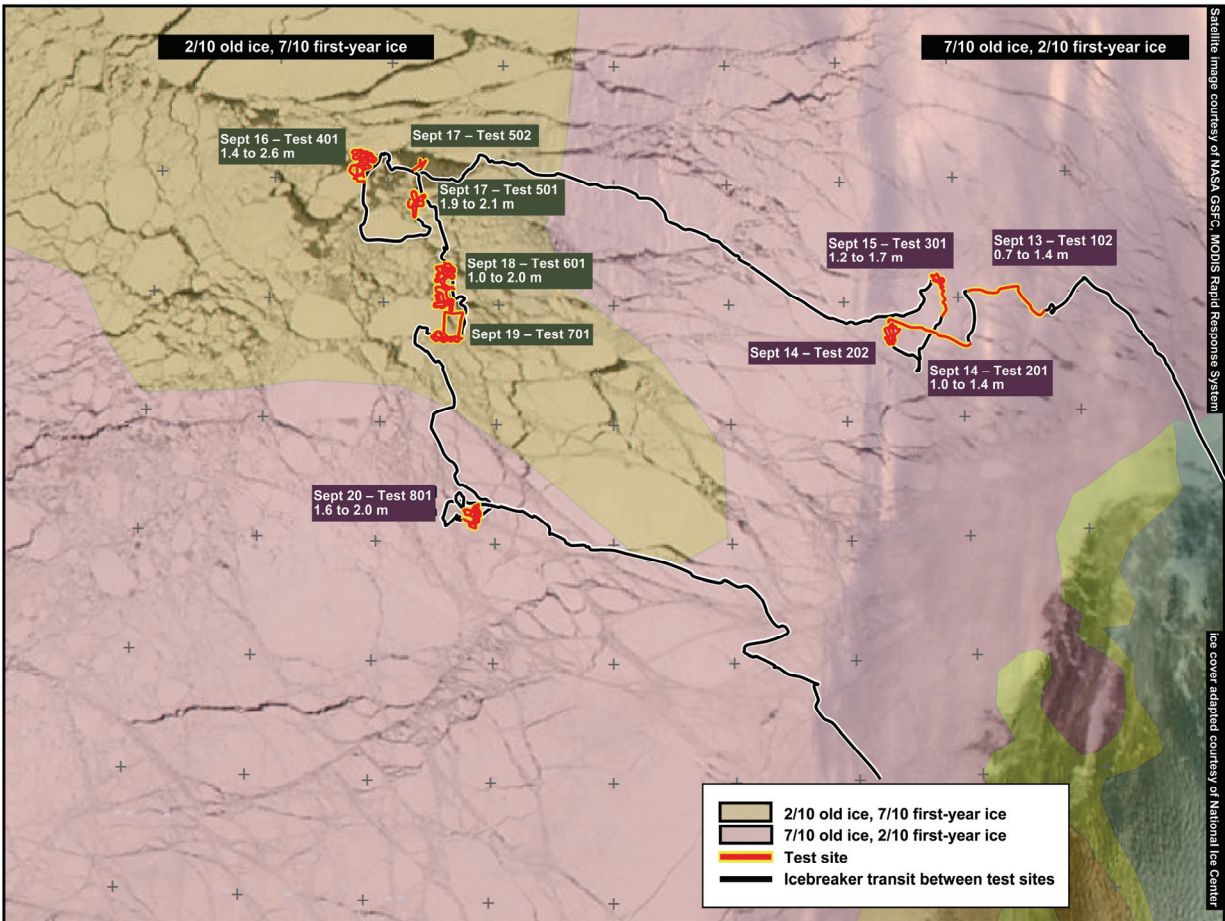 2/10 old ice, 7/10 first-year ice
7/10 old ice, 2/10 first-year ice
Satellite image courtesy of NASA GSFC, MODIS Rapid Response System
Sept 16 – Test 401
1.4 to 2.6 m
Sept 17 – Test 502
Sept 17 – Test 501
1.9 to 2.1 m
Sept 15 – Test 301
1.2 to 1.7 m
Sept 13 – Test 102
0.7 to 1.4 m
Sept 18 – Test 601
1.0 to 2.0 m
Sept 19 – Test 701
Sept 14 – Test 202
Sept 14 – Test 201
1.0 to 1.4 m
Sept 20 – Test 801
1.6 to 2.0 m
ice cover adapted courtesy of National Ice Center
2/10 old ice, 7/10 first-year ice
7/10 old ice, 2/10 first-year ice
Test site
Icebreaker transit between test sites